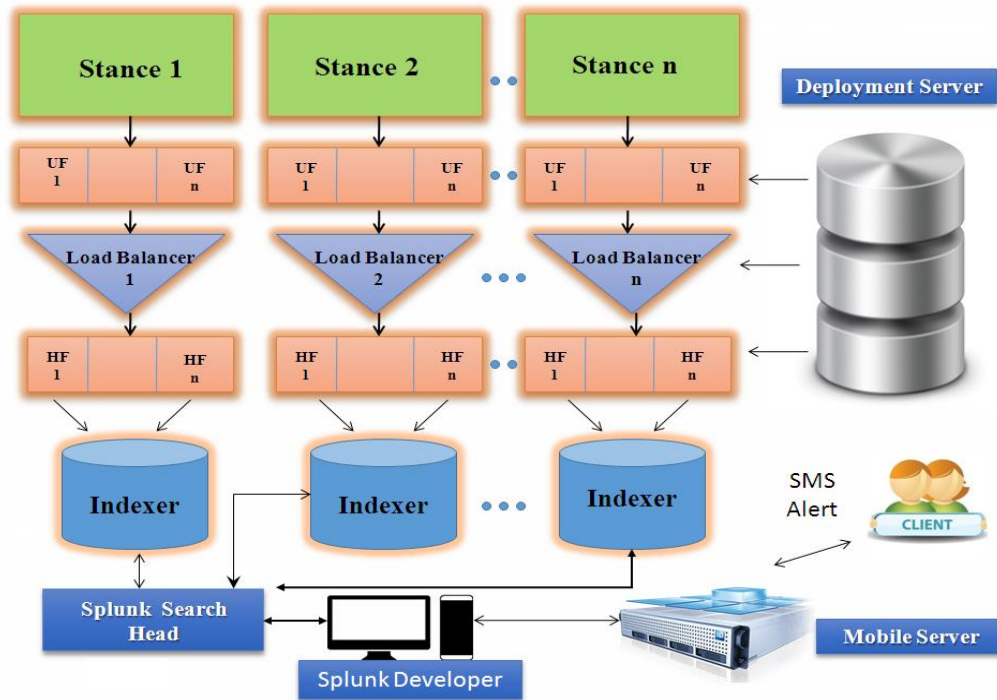 Stance 1
Stance 2
Stance n
Deployment Server
UF
1
UF
n
UF
1
UF
n
UF
1
UF
n
Load Balancer
1
Load Balancer
2
Load Balancer
n
HF
1
HF
n
HF
1
HF
n
HF
1
HF
n
Indexer
Indexer
Indexer
SMS
Alert
CLIENT
Splunk Search
Head
Splunk Developer
Mobile Server